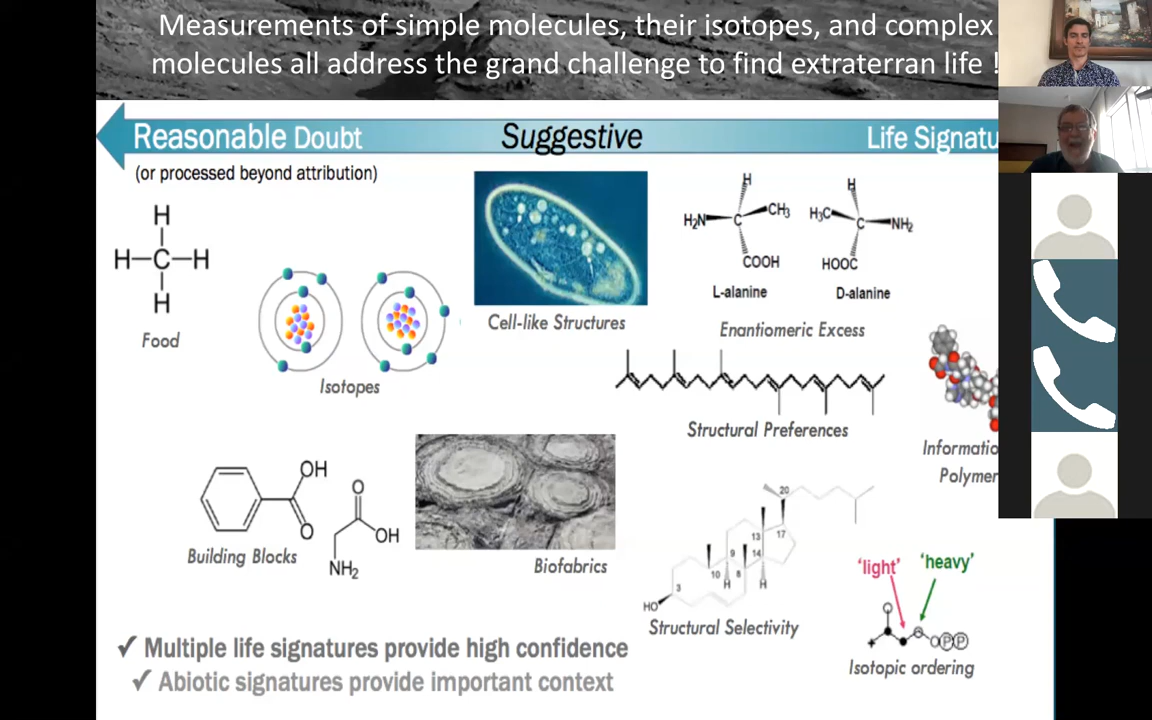 Measurements of simple molecules, their isotopes, and complex
molecules all address the grand challenge to find extraterran life !
Reasonable Doubt
Suggestive
Life Signatu
(or processed beyond attribution)
H
H–C–H
H
Food
Isotopes
Cell-like Structures
H
H₂N
C
CH₃
COOH
L-alanine
H
H₃C
C
NH₂
HOOC
D-alanine
Enantiomeric Excess
Structural Preferences
Informatio
Polymer
OH
O
O
OH
NH₂
Building Blocks
Biofabrics
20
13
17
9
14
10
8
H
H
3
HO
Structural Selectivity
'light'
'heavy'
O
O
O
P
P
Isotopic ordering
✓ Multiple life signatures provide high confidence
✓ Abiotic signatures provide important context